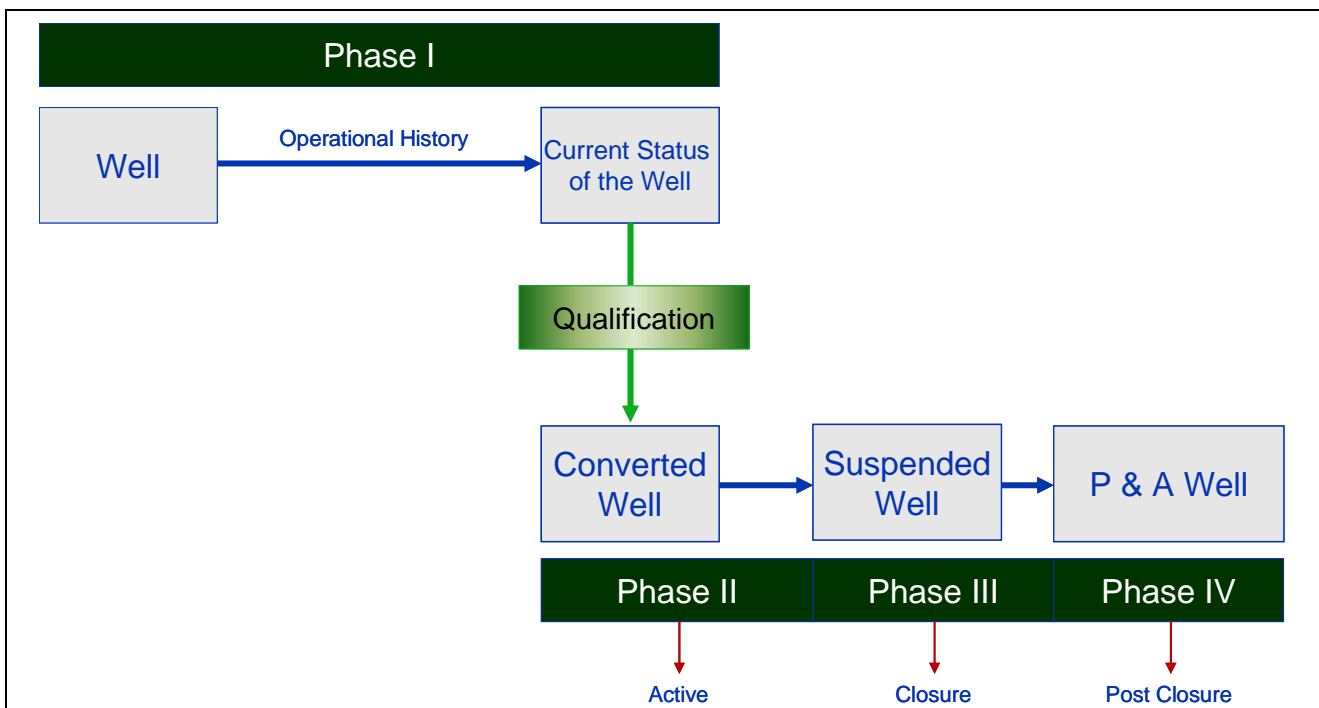 Phase I
Well
Operational History
Current Status
of the Well
Qualification
Converted
Well
Suspended
Well
P & A Well
Phase II
Phase III
Phase IV
Active
Closure
Post Closure